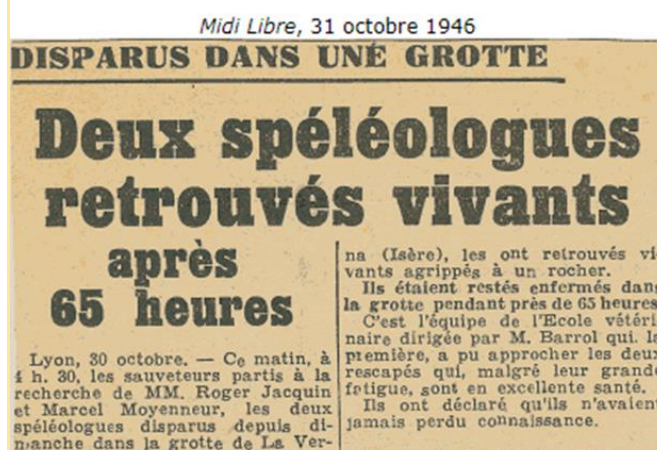 Midi Libre, 31 octobre 1946
DISPARUS DANS UNE GROTTE
Deux spéléologues
retrouvés vivants
après
65 heures
Lyon, 30 octobre. — Ce matin, à
4 h. 30, les sauveteurs partis à la
recherche de MM. Roger Jacquin
et Marcel Moyenneur, les deux
spéléologues disparus depuis di-
manche dans la grotte de La Ver-
na (Isère), les ont retrouvés vi-
vants agrippés à un rocher.
Ils étaient restés enfermés dans
la grotte pendant près de 65 heures
C'est l'équipe de l'Ecole vétéri-
naire dirigée par M. Barrol qui, la
première, a pu approcher les deux
rescapés qui, malgré leur grande
fatigue, sont en excellente santé.
Ils ont déclaré qu'ils n'avaient
jamais perdu connaissance.